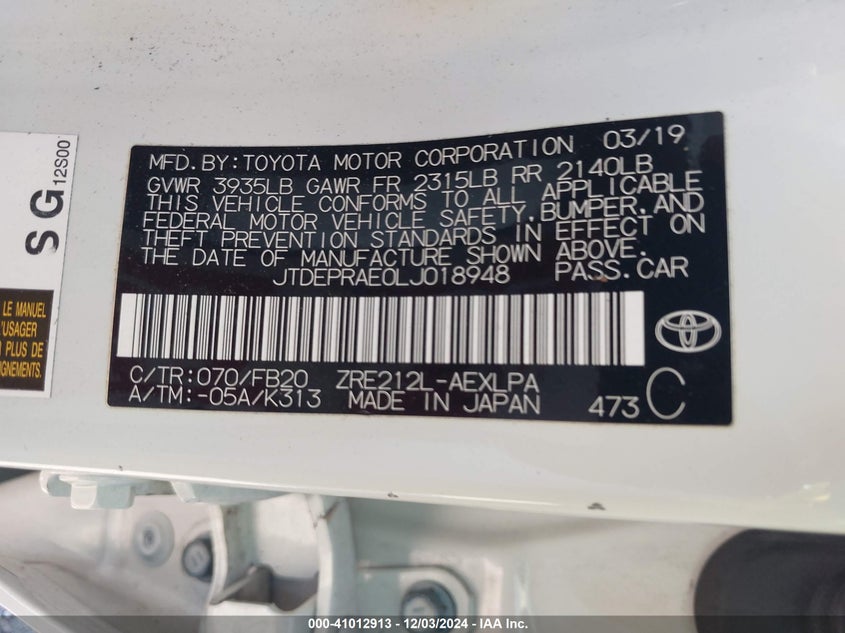 SG
12S00
LE MANUEL
L'USAGER
PLUS DE
IGNEMENTS.
MFD. BY: TOYOTA MOTOR CORPORATION 03/19
GVWR 3935LB GAWR FR 2315LB RR 2140LB
THIS VEHICLE CONFORMS TO ALL APPLICABLE
FEDERAL MOTOR VEHICLE SAFETY, BUMPER, AND
THEFT PREVENTION STANDARDS IN EFFECT ON
THE DATE OF MANUFACTURE SHOWN ABOVE.
JTDEPRAE0LJ018948 PASS.CAR
C/TR:070/FB20 ZRE212L-AEXLPA
A/TM:-05A/K313 MADE IN JAPAN 473 C
000-41012913 - 12/03/2024 - IAA Inc.